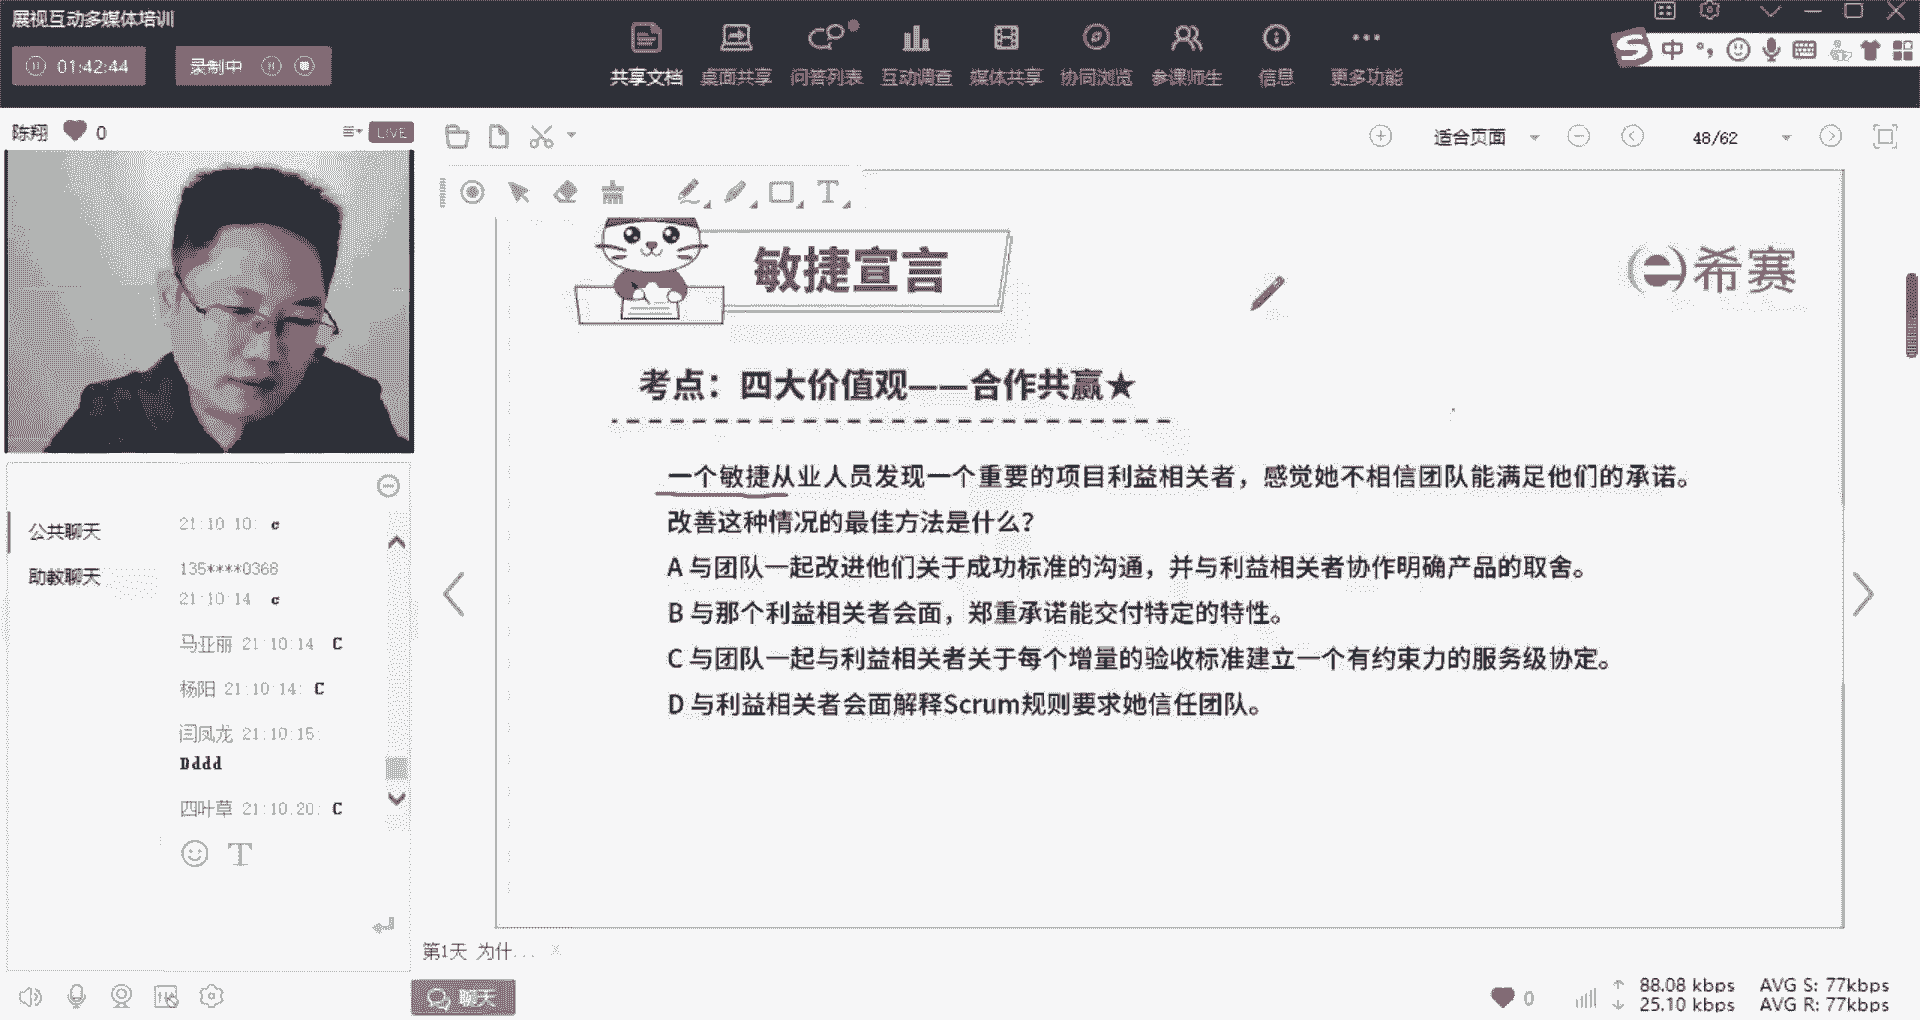 展视互动多媒体培训
01:42:44
录制中
共享文档 桌面共享 问答列表 互动调查 媒体共享 协同浏览 参课师生 信息 更多功能
中
陈翔 0
LIVE
适合页面
48/62
敏捷宣言
希赛
考点：四大价值观——合作共赢★
一个敏捷从业人员发现一个重要的项目利益相关者，感觉她不相信团队能满足他们的承诺。
改善这种情况的最佳方法是什么？
A 与团队一起改进他们关于成功标准的沟通，并与利益相关者协作明确产品的取舍。
B 与那个利益相关者会面，郑重承诺能交付特定的特性。
C 与团队一起与利益相关者关于每个增量的验收标准建立一个有约束力的服务级协定。
D 与利益相关者会面解释Scrum规则要求她信任团队。
公共聊天
助教聊天
21:10:10: c
135****0368
21:10:14 c
马亚丽 21:10:14 C
杨阳 21:10:14: C
闫凤龙 21:10:15:
Dddd
四叶草 21:10:20: C
第1天 为什...
聊天
0
88.08 kbps AVG S: 77kbps
25.10 kbps AVG R: 77kbps